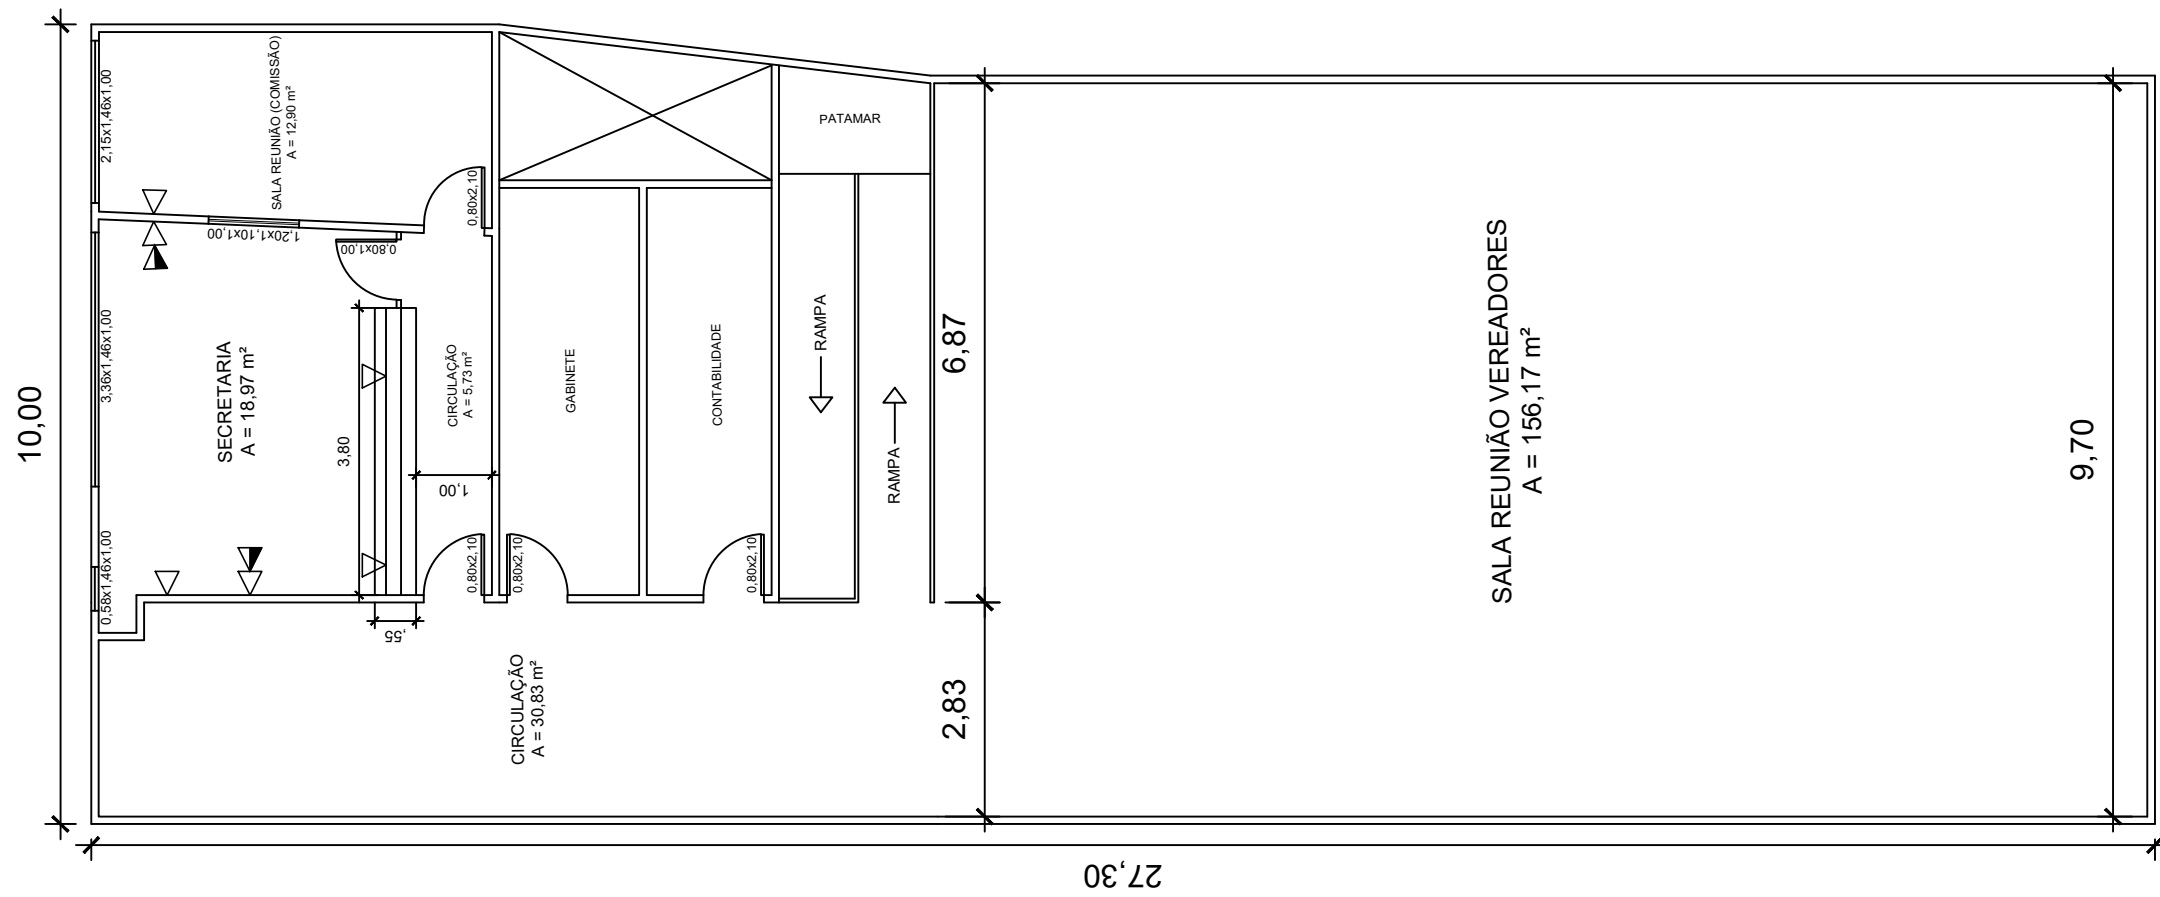 10,00
2,15x1,46x1,00
SALA REUNIÃO (COMISSÃO)
A = 12,90 m²
0,80x2,10
1,20x1,10x1,00
0,80x1,00
3,36x1,46x1,00
SECRETARIA
A = 18,97 m²
3,80
CIRCULAÇÃO
A = 5,73 m²
1,00
0,58x1,46x1,00
,55
0,80x2,10
0,80x2,10
0,80x2,10
GABINETE
CONTABILIDADE
PATAMAR
RAMPA
RAMPA
6,87
2,83
CIRCULAÇÃO
A = 30,83 m²
SALA REUNIÃO VEREADORES
A = 156,17 m²
9,70
27,30